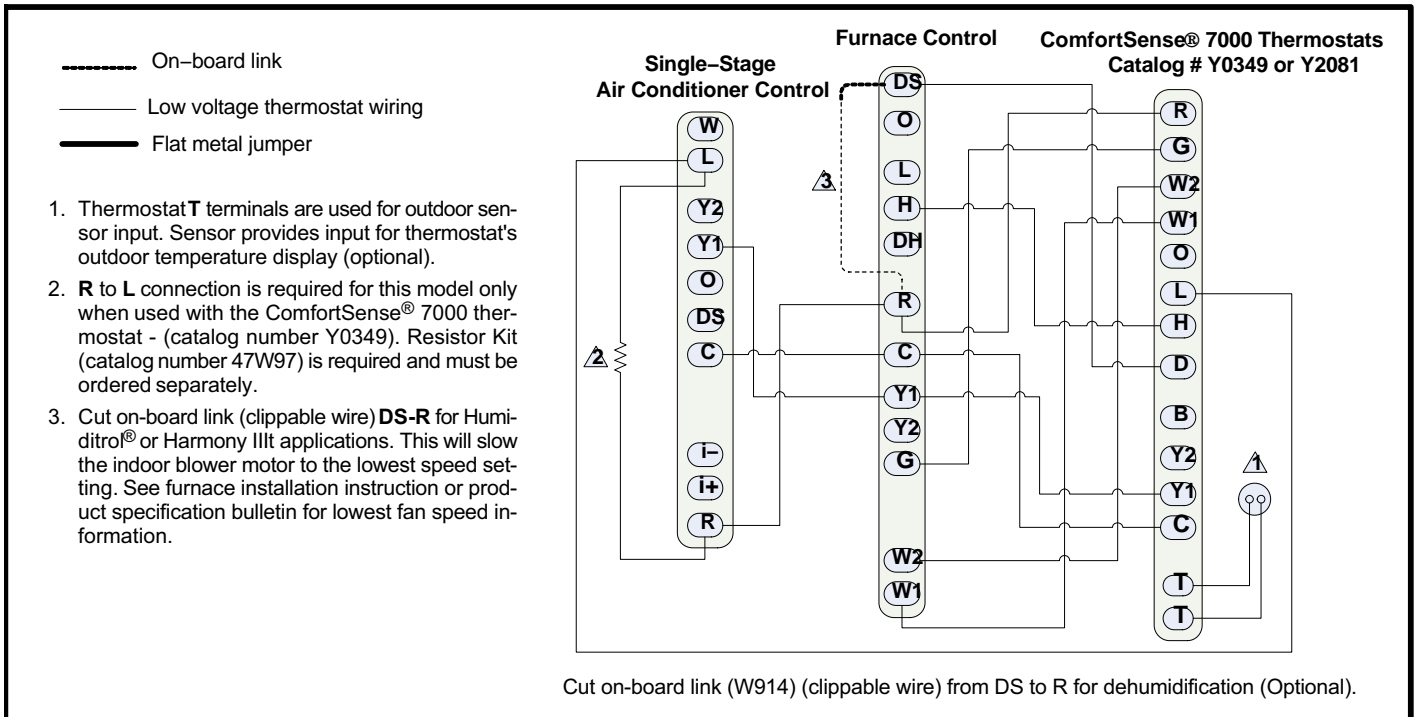 On–board link
Low voltage thermostat wiring
Flat metal jumper
1. Thermostat T terminals are used for outdoor sen-
sor input. Sensor provides input for thermostat's
outdoor temperature display (optional).
2. R to L connection is required for this model only
when used with the ComfortSense® 7000 ther-
mostat - (catalog number Y0349). Resistor Kit
(catalog number 47W97) is required and must be
ordered separately.
3. Cut on-board link (clippable wire) DS-R for Humi-
ditrol® or Harmony IIIt applications. This will slow
the indoor blower motor to the lowest speed set-
ting. See furnace installation instruction or prod-
uct specification bulletin for lowest fan speed in-
formation.
Single–Stage
Air Conditioner Control
W
L
Y2
Y1
O
DS
C
i–
i+
R
2
Furnace Control
DS
O
L
H
DH
R
C
Y1
Y2
G
W2
W1
3
ComfortSense® 7000 Thermostats
Catalog # Y0349 or Y2081
R
G
W2
W1
O
L
H
D
B
Y2
Y1
C
T
T
1
Cut on-board link (W914) (clippable wire) from DS to R for dehumidification (Optional).